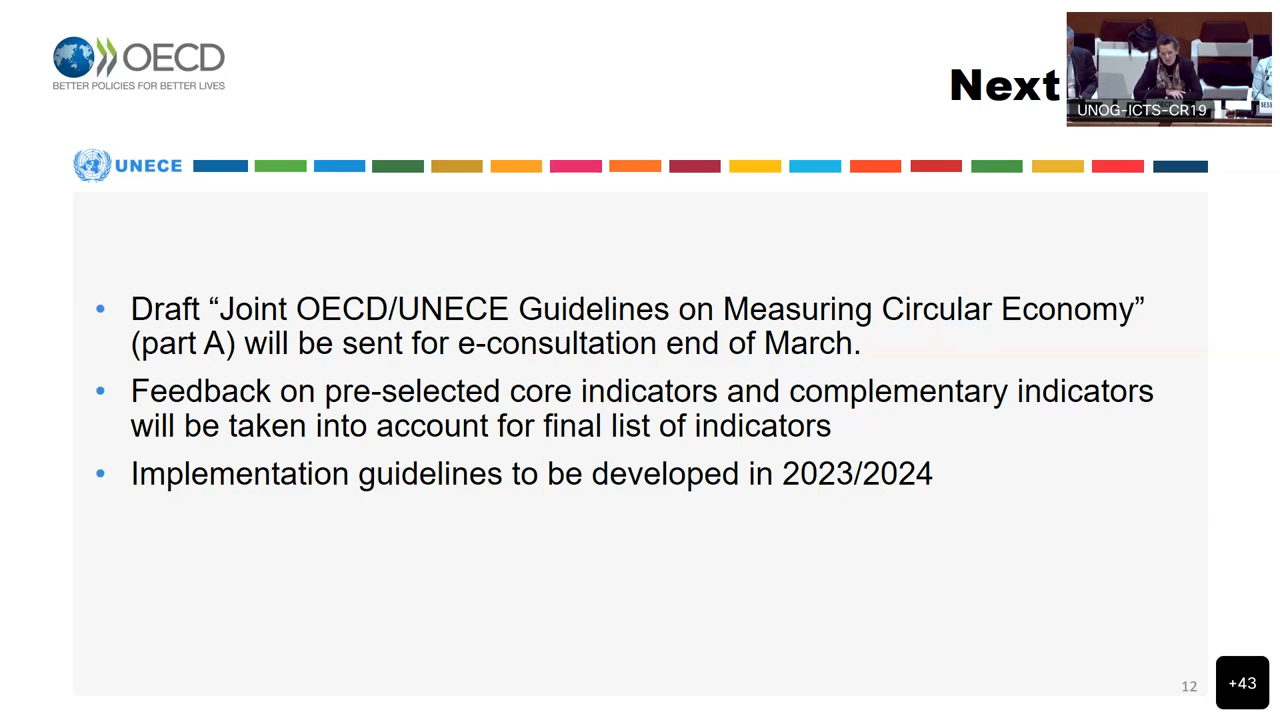 OECD
BETTER POLICIES FOR BETTER LIVES
Next
UNOG-ICTS-CR19
UNECE
• Draft “Joint OECD/UNECE Guidelines on Measuring Circular Economy”
(part A) will be sent for e-consultation end of March.
• Feedback on pre-selected core indicators and complementary indicators
will be taken into account for final list of indicators
• Implementation guidelines to be developed in 2023/2024
12
+43